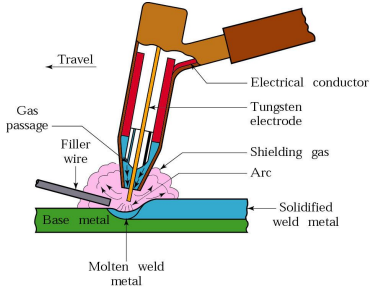 Travel
Electrical conductor
Gas
passage
Tungsten
electrode
Filler
wire
Shielding gas
Arc
Base metal
Solidified
weld metal
Molten weld
metal